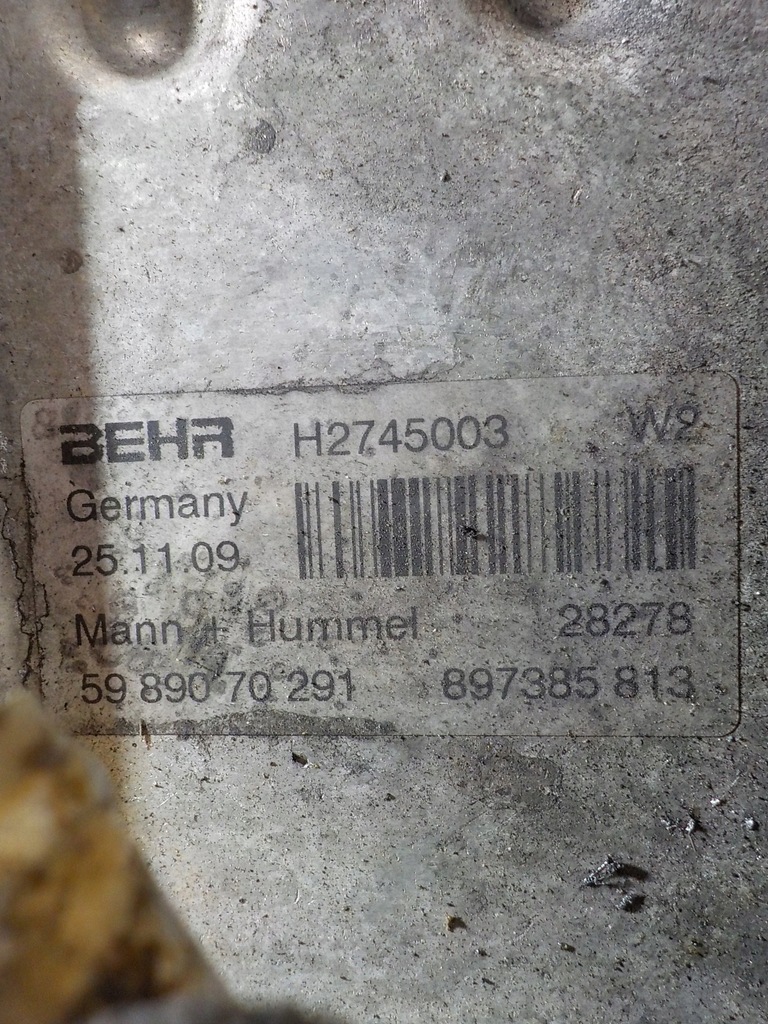 BEHR H2745003 W2
Germany
25.11.09
Mann + Hummel 28278
59 890 70 291 897385 813